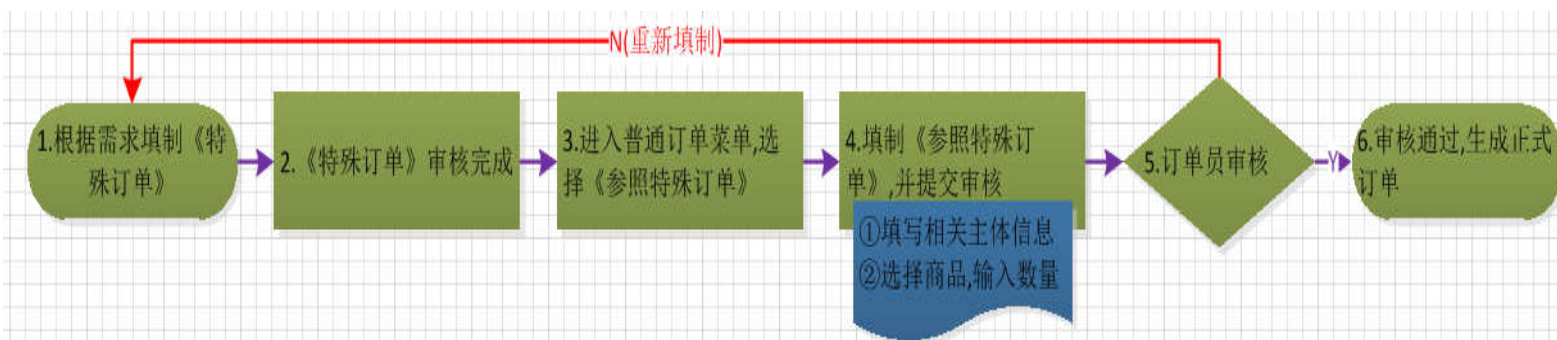 N(重新填制)
1.根据需求填制《特
殊订单》
2.《特殊订单》审核完成
3.进入普通订单菜单,选
择《参照特殊订单》
4.填制《参照特殊订
单》,并提交审核
①填写相关主体信息
②选择商品,输入数量
5.订单员审核
Y
6.审核通过,生成正式
订单